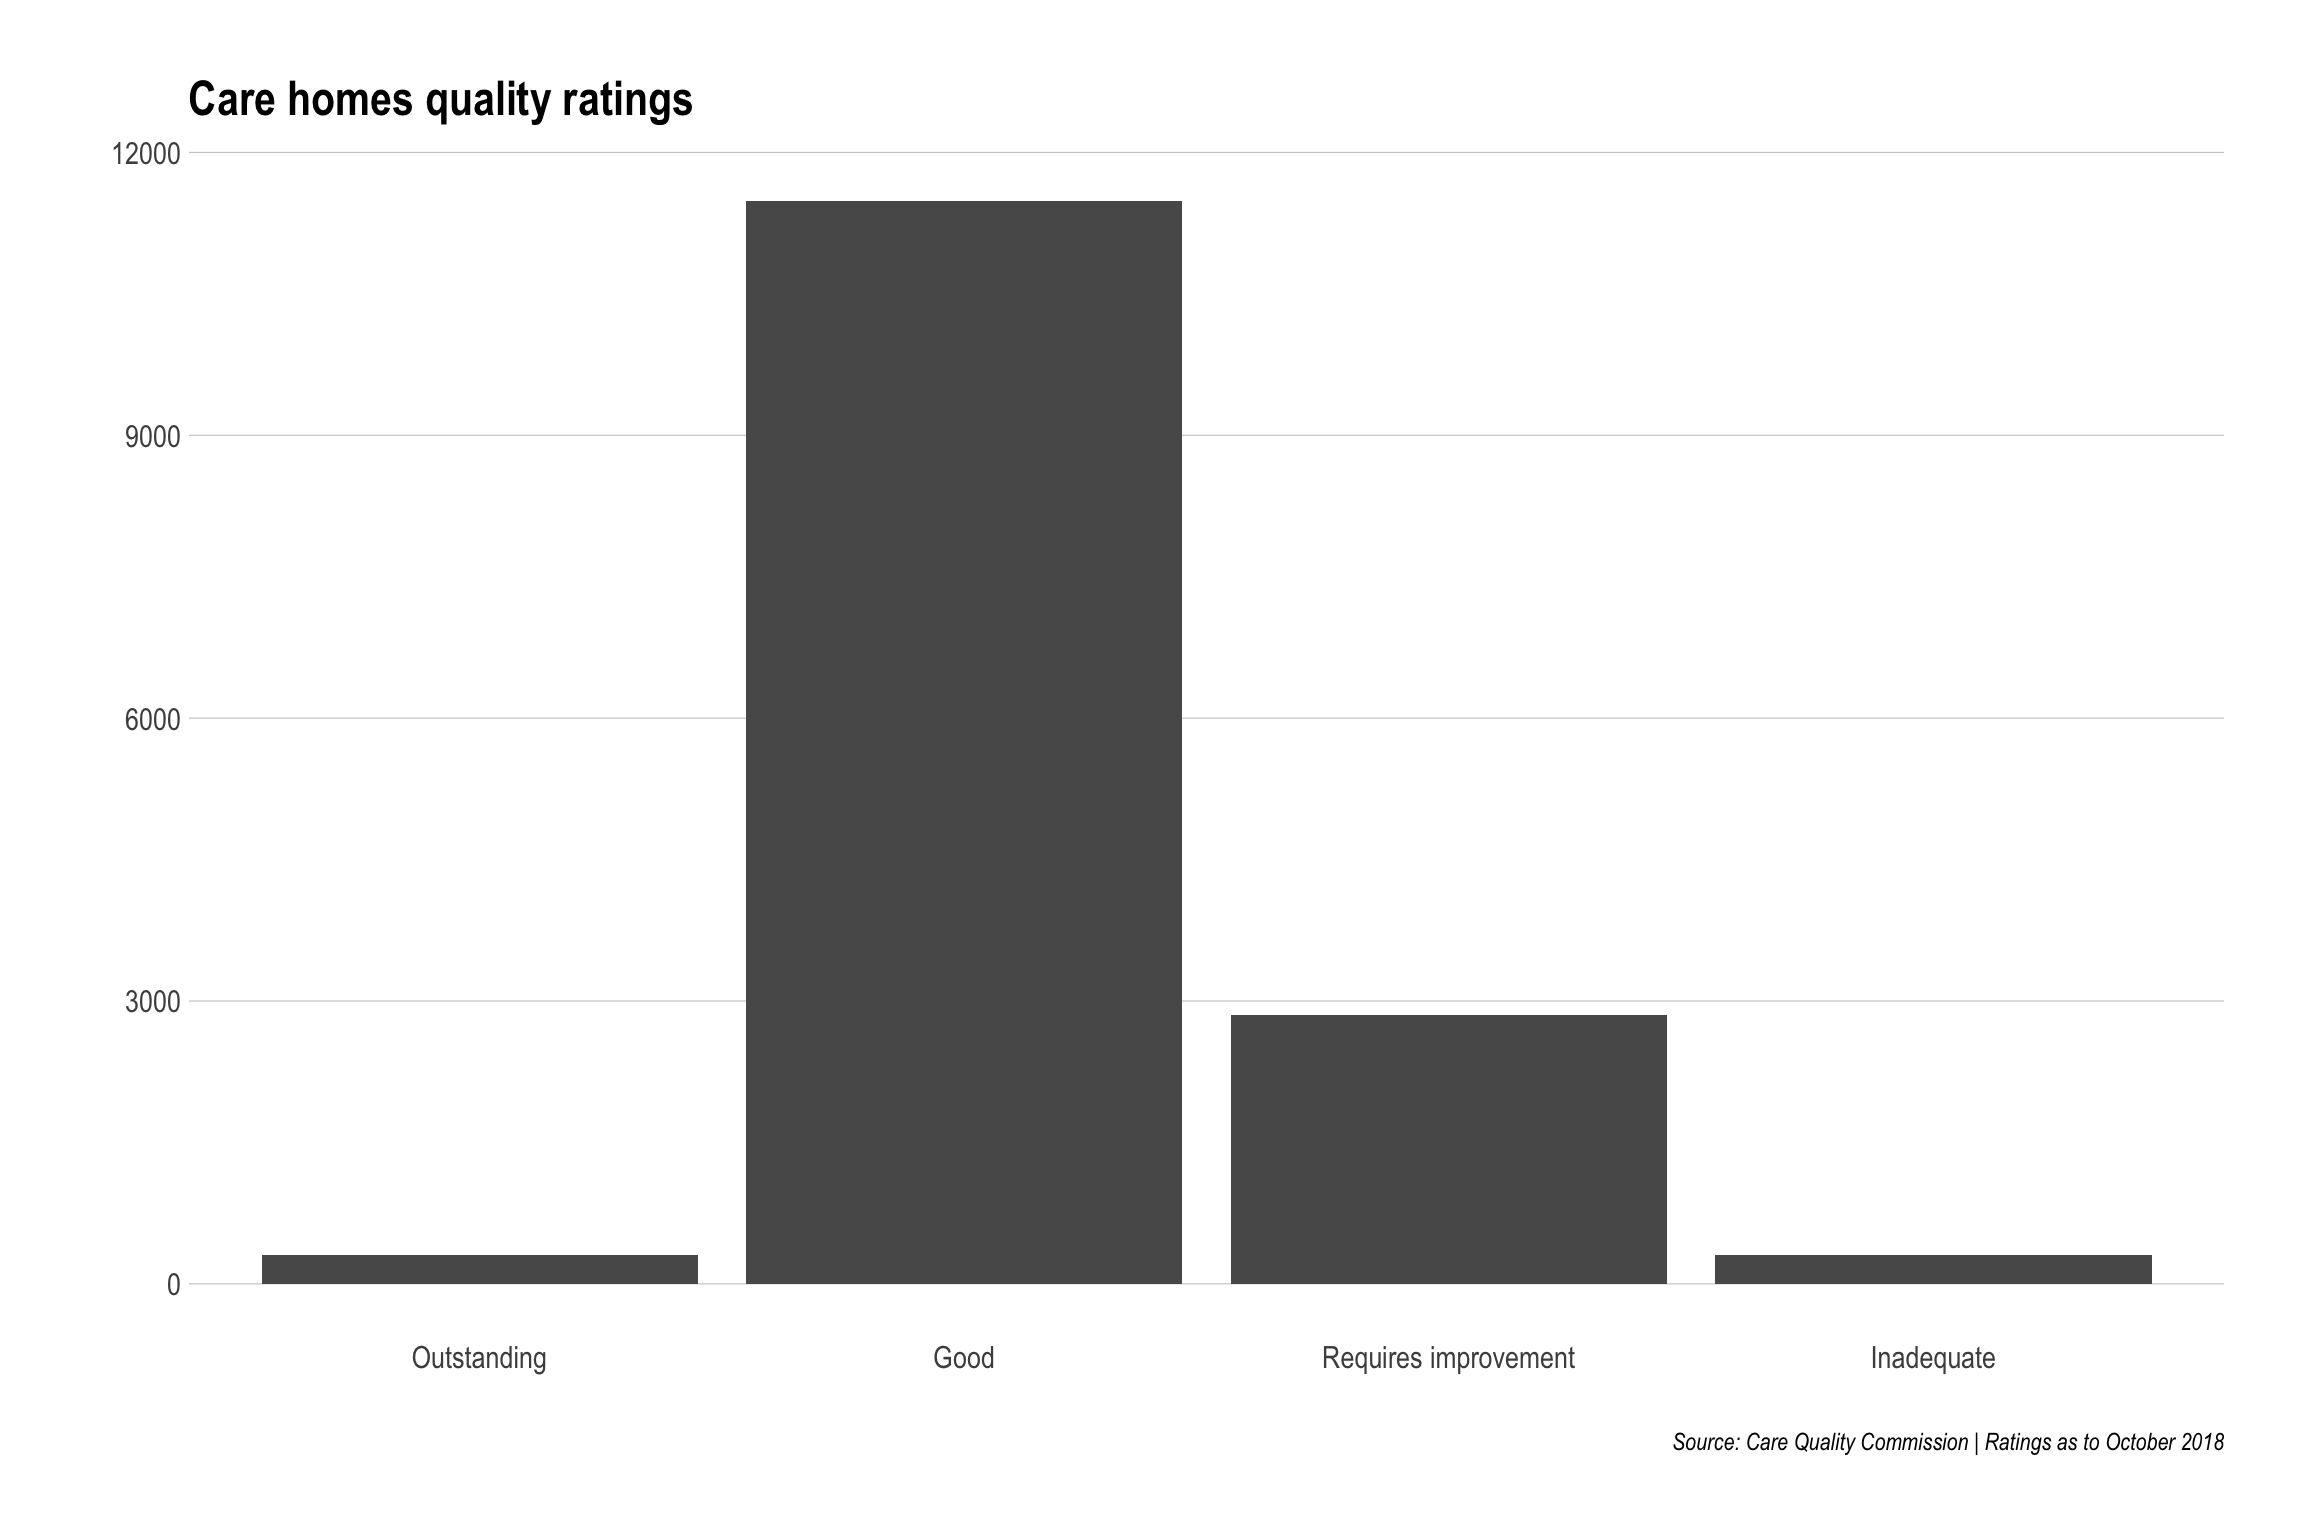 Care homes quality ratings
12000
9000
6000
3000
0
Outstanding
Good
Requires improvement
Inadequate
Source: Care Quality Commission | Ratings as to October 2018